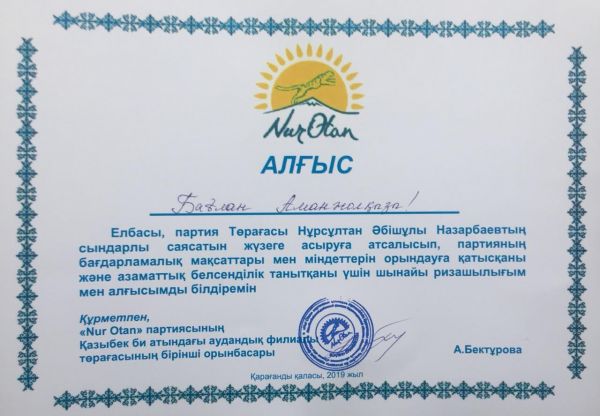 Nur Otan
АЛҒЫС
Бағлан Аманжолқызы!
Елбасы, партия Төрағасы Нұрсұлтан Әбішұлы Назарбаевтың
сындарлы саясатын жүзеге асыруға атсалысып, партияның
бағдарламалық мақсаттары мен міндеттерін орындауға қатысқаны
және азаматтық белсенділік танытқаны үшін шынайы ризашылығым
мен алғысымды білдіремін
Құрметпен,
«Nur Otan» партиясының
Қазыбек би атындағы аудандық филиалы
төрағасының бірінші орынбасары
А.Бектұрова
Nur Otan
Қарағанды қаласы, 2019 жыл